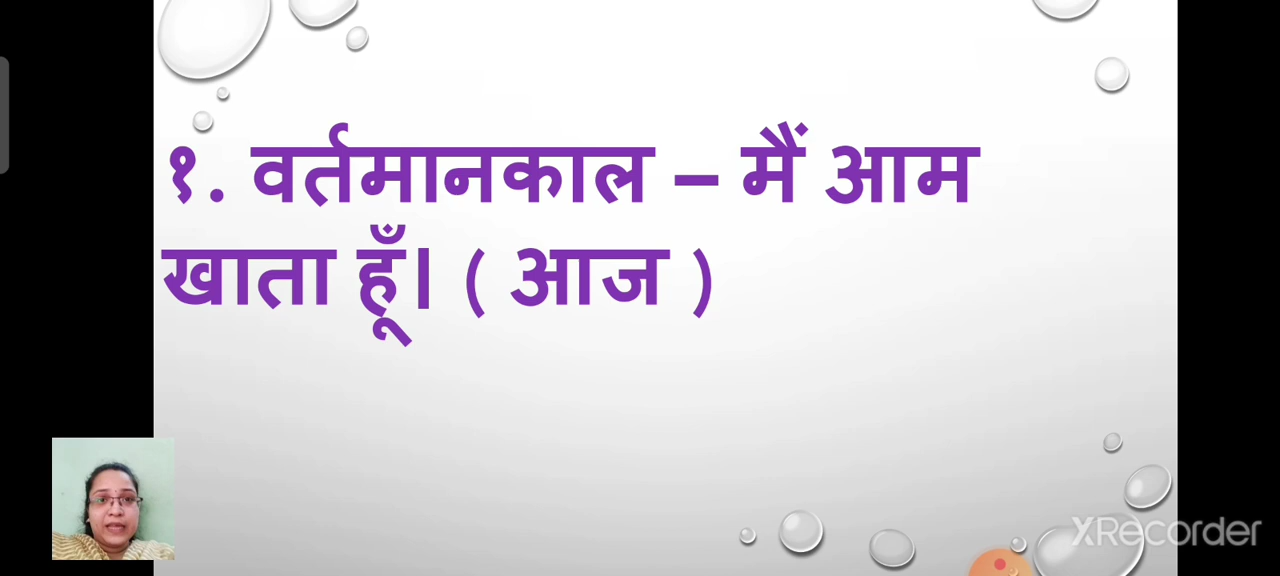 १. वर्तमानकाल – मैं आम
खाता हूँ। ( आज )
XRecorder